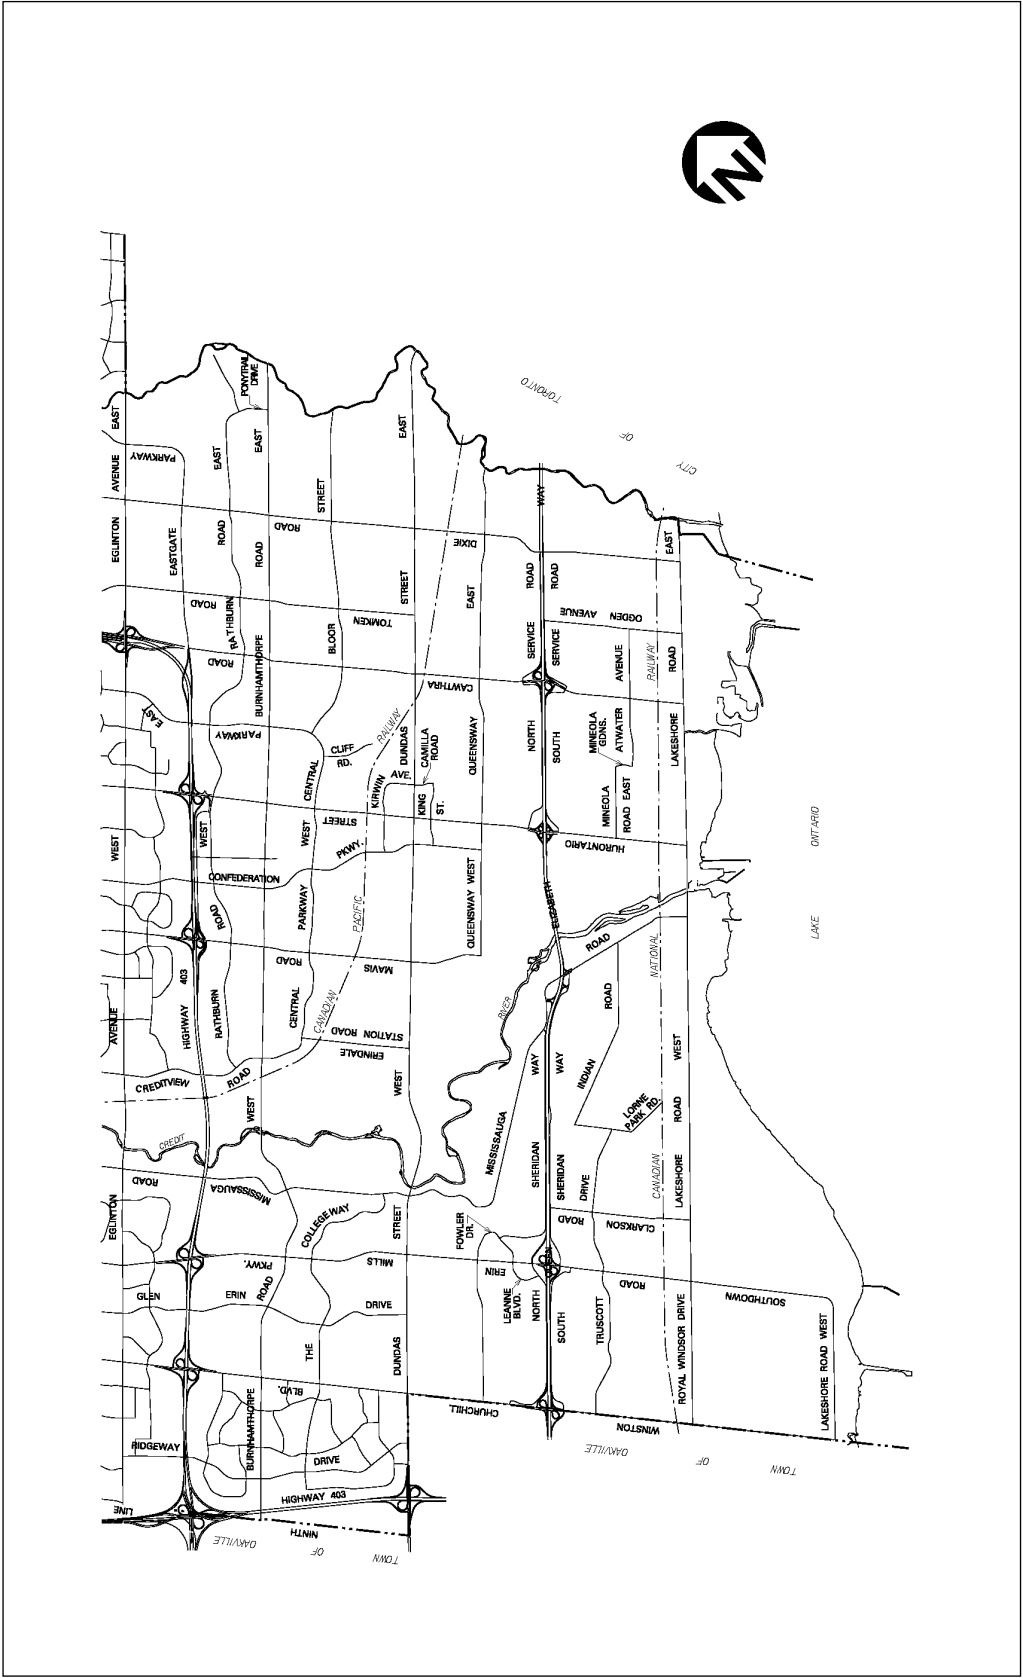 N
CITY
OF
TORONTO
EGLINTON
AVENUE
EAST
EASTGATE
PARKWAY
RATHBURN
ROAD
EAST
PONYTRAIL
DRIVE
BURNHAMTHORPE
ROAD
EAST
BLOOR
STREET
DUNDAS
STREET
EAST
QUEENSWAY
EAST
DIXIE
ROAD
TOMKEN
ROAD
CAWTHRA
ROAD
NORTH
SERVICE
ROAD
SOUTH
SERVICE
ROAD
WAY
OGDEN
AVENUE
ATWATER
AVENUE
MINEOLA
GDNS.
MINEOLA
ROAD EAST
LAKESHORE
ROAD
EAST
RAILWAY
EAST
PARKWAY
CENTRAL
CLIFF
RD.
RAILWAY
KIRWIN
AVE.
CAMILLA
ROAD
KING
ST.
HURONTARIO
STREET
WEST
WEST
WEST
CONFEDERATION
PKWY.
RATHBURN
ROAD
PARKWAY
CENTRAL
PACIFIC
CANADIAN
QUEENSWAY WEST
MAVIS
ROAD
ELIZABETH
ROAD
NATIONAL
LAKE
ONTARIO
HIGHWAY
403
AVENUE
CREDITVIEW
ROAD
ERINDALE
STATION ROAD
WEST
WEST
RIVER
CREDIT
MISSISSAUGA
INDIAN
ROAD
LORNE
PARK RD.
SHERIDAN
WAY
SHERIDAN
WAY
LAKESHORE
ROAD
WEST
CANADIAN
EGLINTON
MISSISSAUGA
ROAD
COLLEGEWAY
THE
STREET
DUNDAS
FOWLER
DR.
LEANNE
BLVD.
NORTH
SOUTH
CLARKSON
ROAD
TRUSCOTT
DRIVE
ERIN
MILLS
PKWY.
GLEN
ERIN
DRIVE
ROAD
BURNHAMTHORPE
SOUTHDOWN
ROAD
ROYAL WINDSOR DRIVE
LAKESHORE ROAD WEST
WINSTON
CHURCHILL
BLVD.
RIDGEWAY
DRIVE
HIGHWAY 403
NINTH
LINE
TOWN
OF
OAKVILLE
TOWN
OF
OAKVILLE